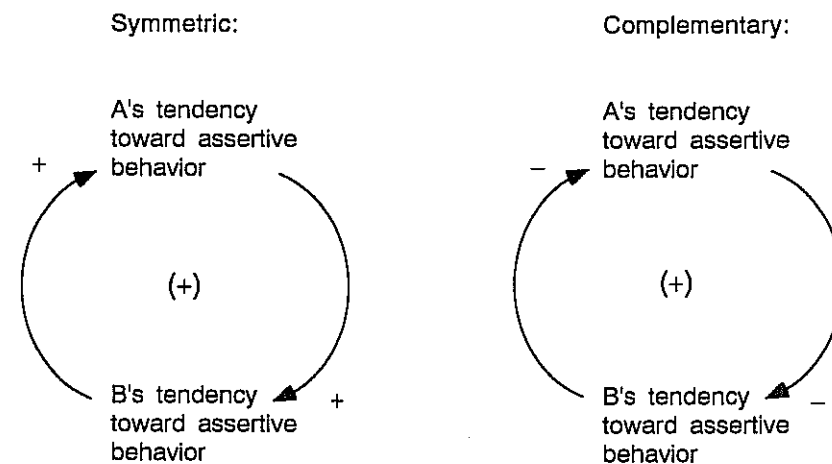 Symmetric:
A's tendency
toward assertive
behavior
+
(+)
B's tendency
toward assertive
behavior
+
Complementary:
A's tendency
toward assertive
behavior
–
(+)
B's tendency
toward assertive
behavior
–